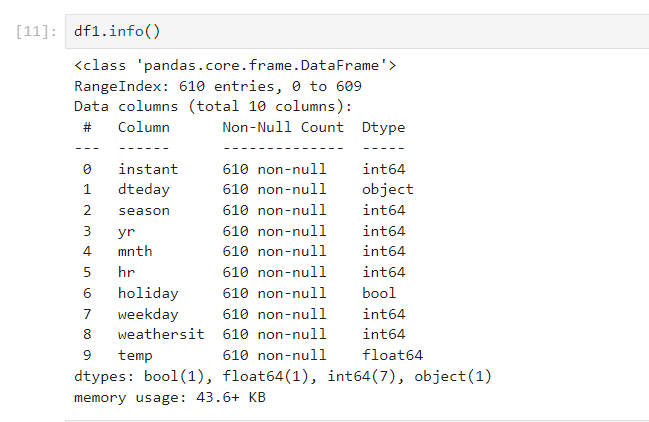 [11]: df1.info()
<class 'pandas.core.frame.DataFrame'>
RangeIndex: 610 entries, 0 to 609
Data columns (total 10 columns):
 #   Column      Non-Null Count  Dtype
---  ------      --------------  -----
 0   instant     610 non-null    int64
 1   dteday      610 non-null    object
 2   season      610 non-null    int64
 3   yr          610 non-null    int64
 4   mnth        610 non-null    int64
 5   hr          610 non-null    int64
 6   holiday     610 non-null    bool
 7   weekday     610 non-null    int64
 8   weathersit  610 non-null    int64
 9   temp        610 non-null    float64
dtypes: bool(1), float64(1), int64(7), object(1)
memory usage: 43.6+ KB